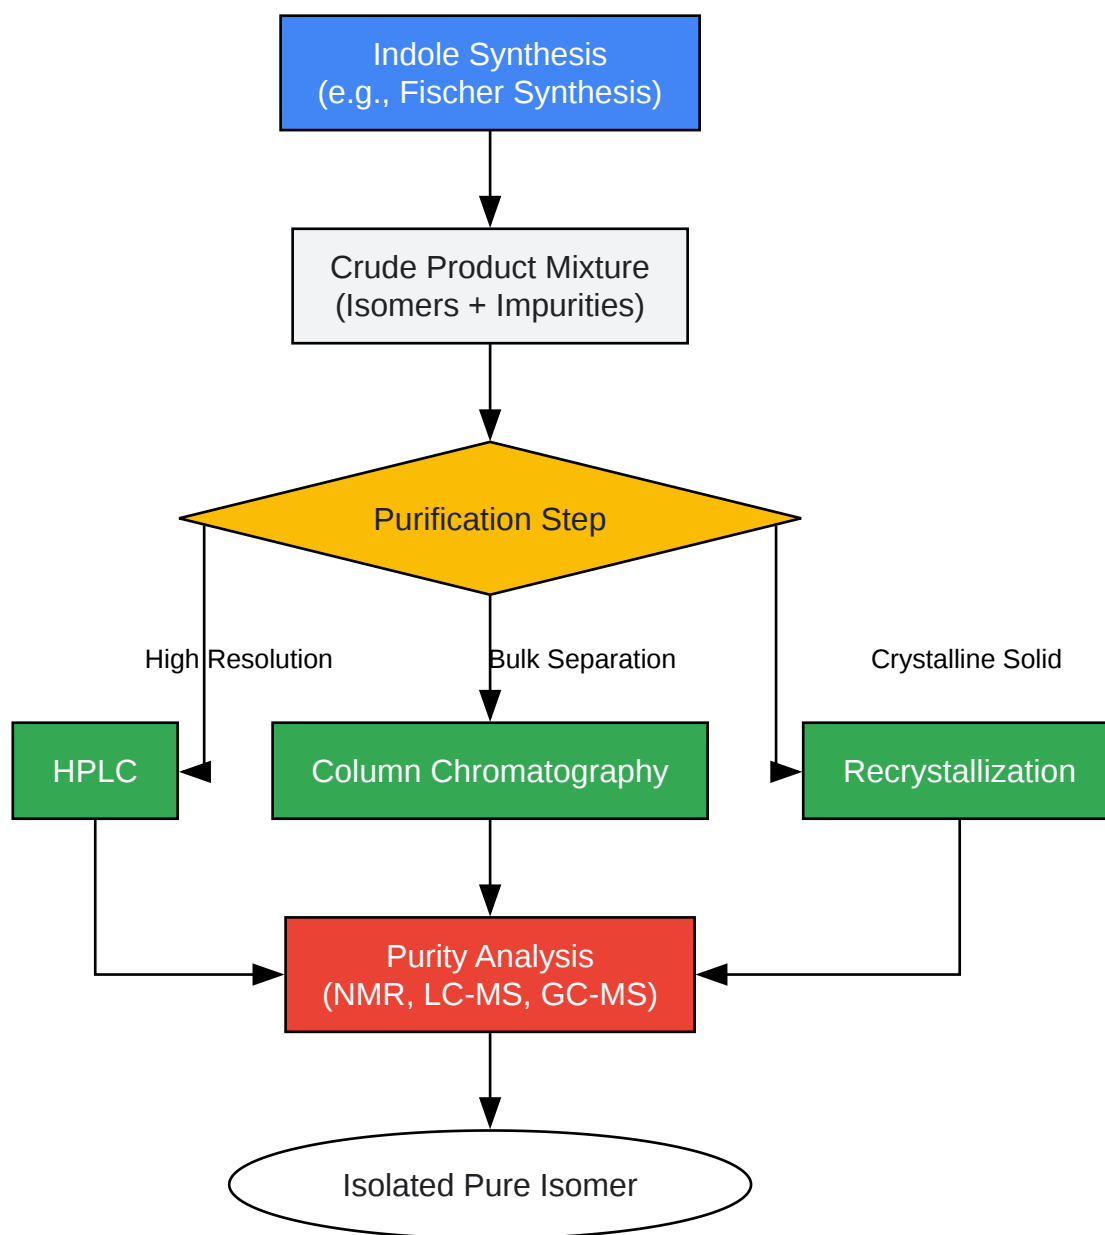 Indole Synthesis
(e.g., Fischer Synthesis)
Crude Product Mixture
(Isomers + Impurities)
Purification Step
High Resolution
Bulk Separation
Crystalline Solid
HPLC
Column Chromatography
Recrystallization
Purity Analysis
(NMR, LC-MS, GC-MS)
Isolated Pure Isomer